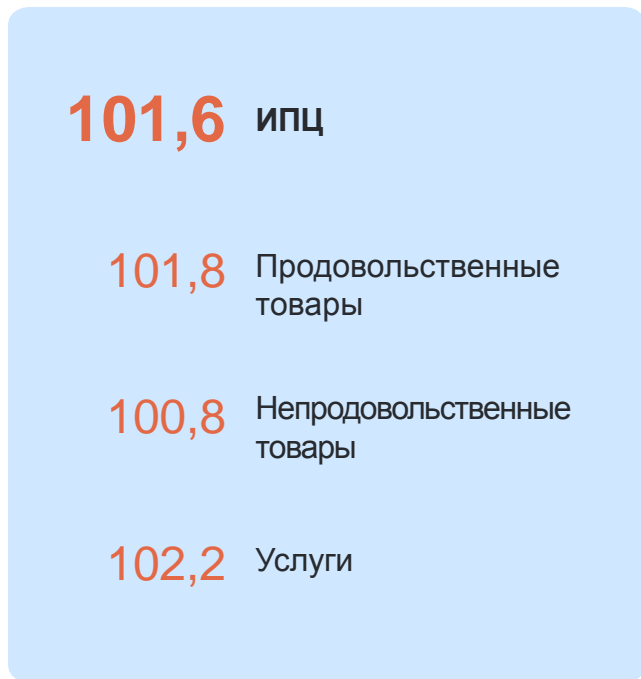 101,6 ИПЦ
101,8 Продовольственные
товары
100,8 Непродовольственные
товары
102,2 Услуги